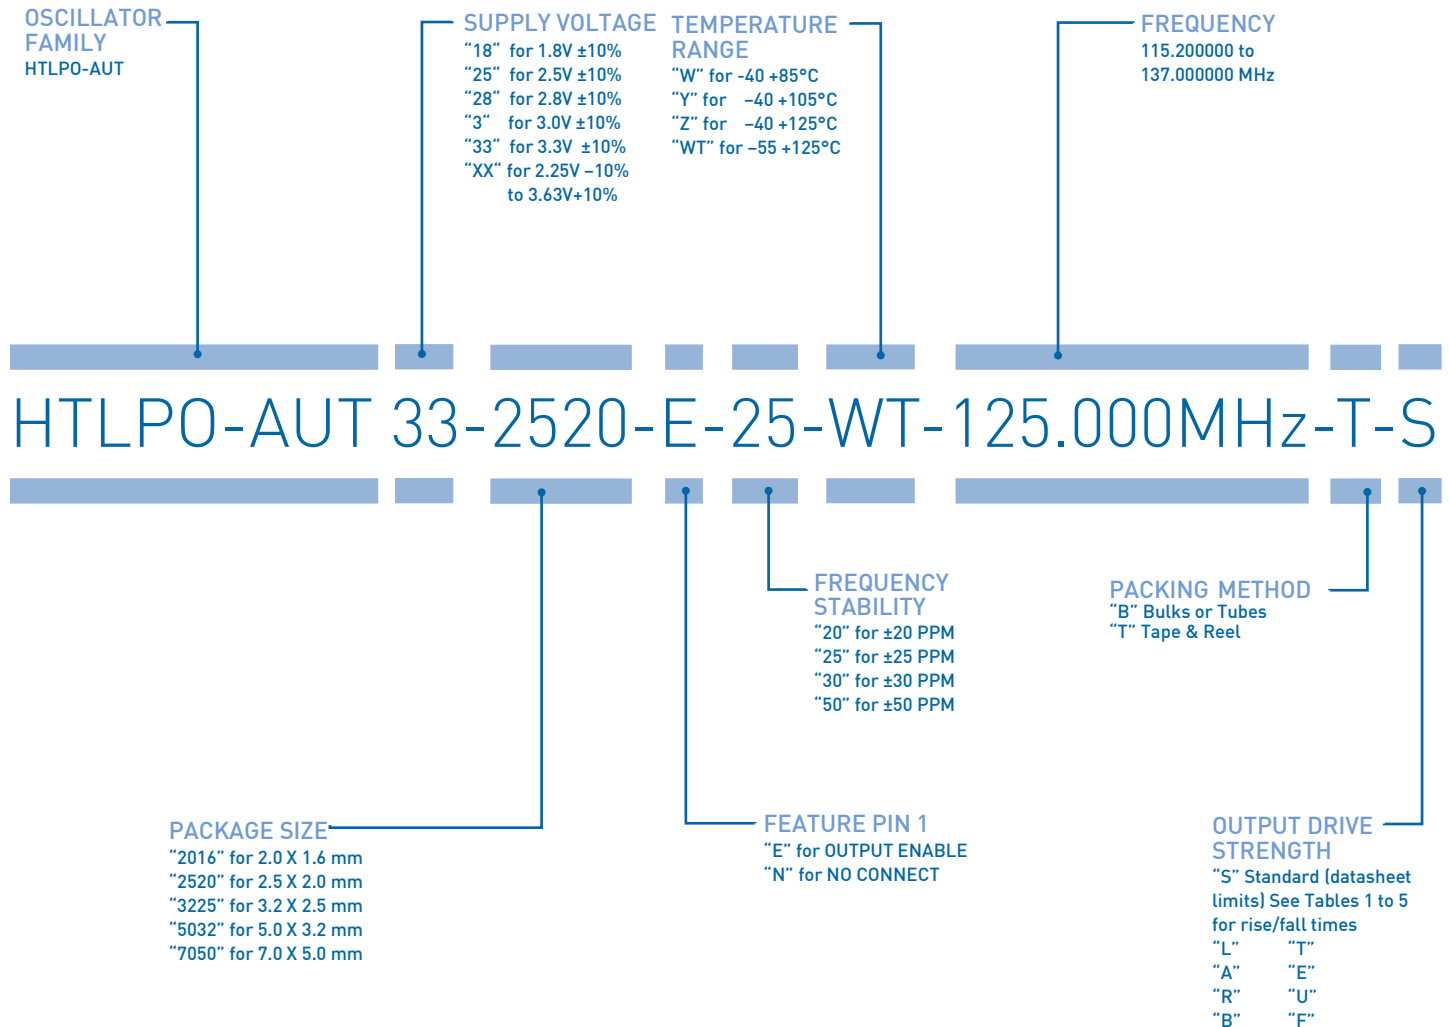 OSCILLATOR
FAMILY
HTLPO-AUT
SUPPLY VOLTAGE
“18“ for 1.8V ±10%
“25“ for 2.5V ±10%
“28“ for 2.8V ±10%
“3“ for 3.0V ±10%
“33“ for 3.3V ±10%
“XX“ for 2.25V –10%
to 3.63V+10%
TEMPERATURE
RANGE
“W” for -40 +85°C
“Y” for –40 +105°C
“Z” for –40 +125°C
“WT” for –55 +125°C
FREQUENCY
115.200000 to
137.000000 MHz
HTLPO-AUT 33-2520-E-25-WT-125.000MHz-T-S
FREQUENCY
STABILITY
“20” for ±20 PPM
“25” for ±25 PPM
“30” for ±30 PPM
“50” for ±50 PPM
PACKING METHOD
“B” Bulks or Tubes
“T” Tape & Reel
PACKAGE SIZE
“2016” for 2.0 X 1.6 mm
“2520” for 2.5 X 2.0 mm
“3225” for 3.2 X 2.5 mm
“5032” for 5.0 X 3.2 mm
“7050” for 7.0 X 5.0 mm
FEATURE PIN 1
“E” for OUTPUT ENABLE
“N” for NO CONNECT
OUTPUT DRIVE
STRENGTH
“S” Standard (datasheet
limits) See Tables 1 to 5
for rise/fall times
“L” “T”
“A” “E”
“R” “U”
“B” “F”